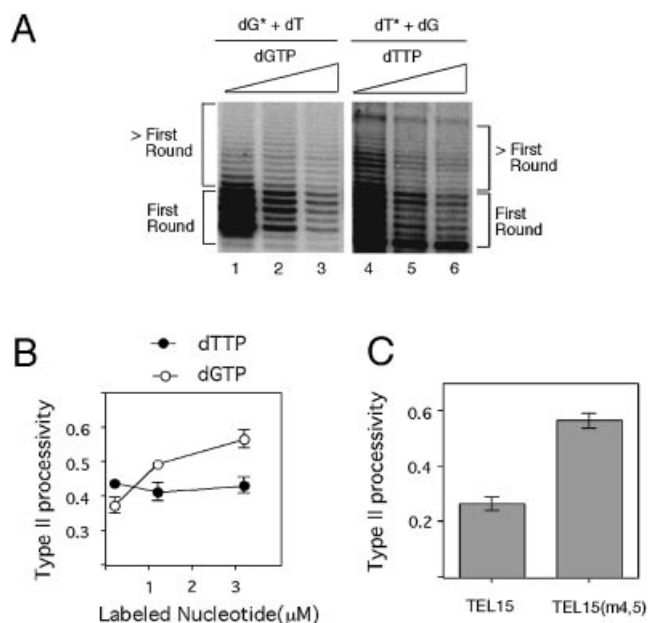 A
dG* + dT
dT* + dG
dGTP
dTTP
> First
Round
First
Round
> First
Round
First
Round
1 2 3 4 5 6
B
dTTP
dGTP
Type II processivity
0.6
0.5
0.4
0.3
1 2 3
Labeled Nucleotide(μM)
C
Type II processivity
0.6
0.4
0.2
TEL15 TEL15(m4,5)